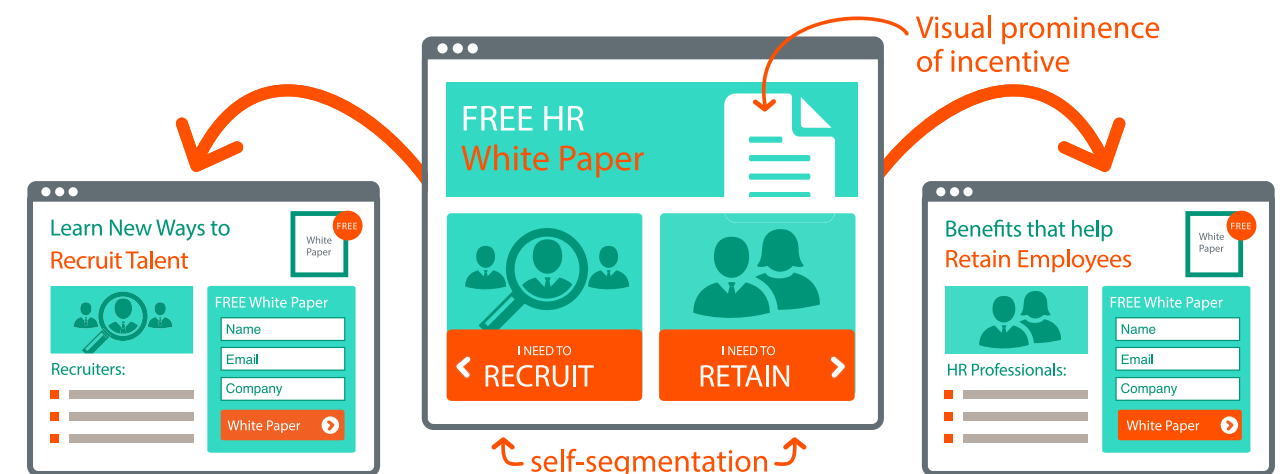 Visual prominence
of incentive
FREE HR
White Paper
I NEED TO
RECRUIT
I NEED TO
RETAIN
self-segmentation
Learn New Ways to
Recruit Talent
White
Paper
FREE
FREE White Paper
Name
Email
Company
White Paper
Recruiters:
Benefits that help
Retain Employees
White
Paper
FREE
FREE White Paper
Name
Email
Company
White Paper
HR Professionals: